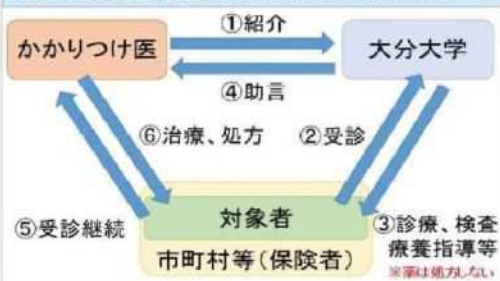 ①紹介
かかりつけ医
大分大学
④助言
⑥治療、処方
②受診
⑤受診継続
対象者
市町村等(保険者)
③診療、検査
療養指導等
※薬は処方しない